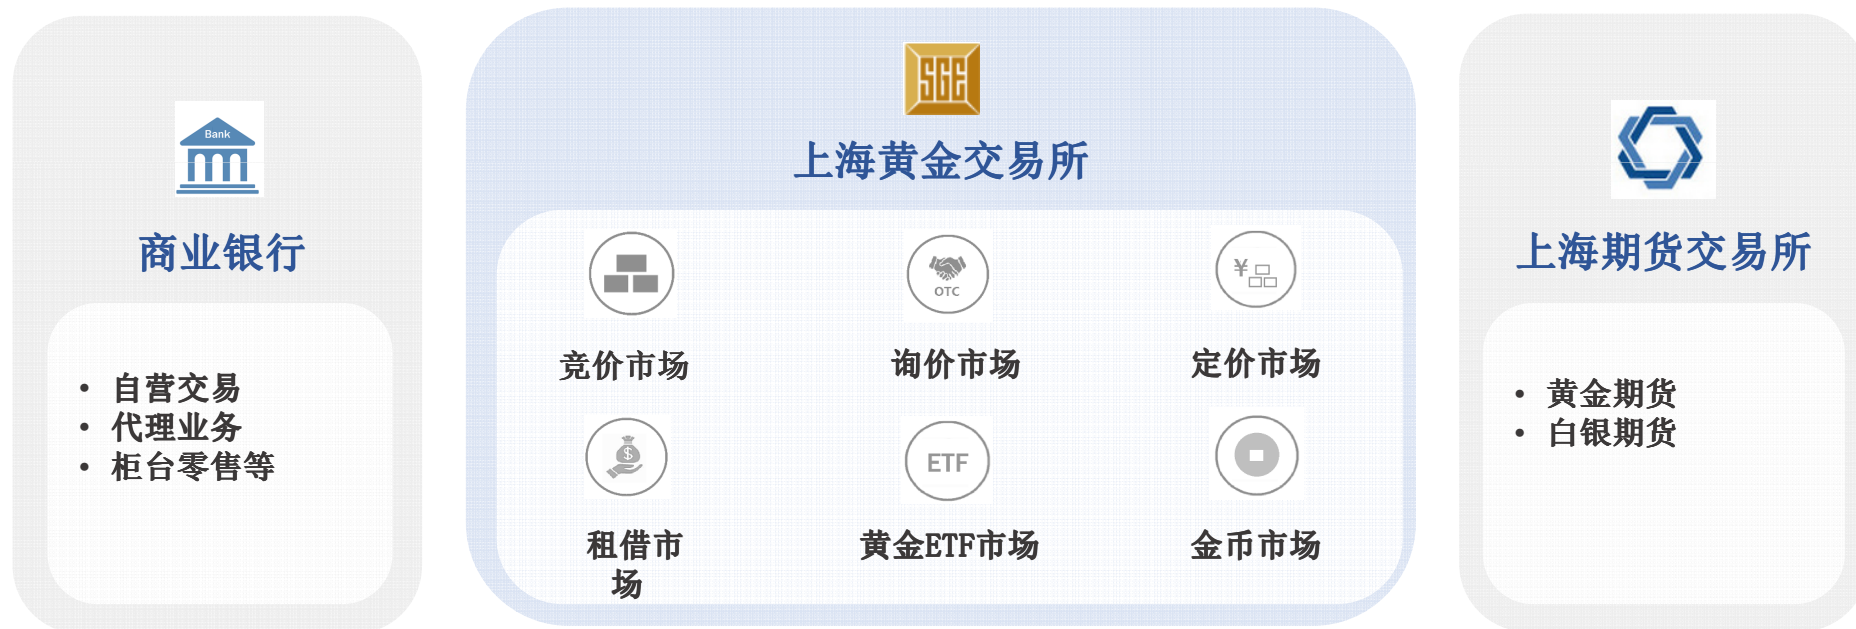 Bank
商业银行
• 自营交易
• 代理业务
• 柜台零售等
SGE
上海黄金交易所
竞价市场
OTC
询价市场
¥
定价市场
$
租借市
场
ETF
黄金ETF市场
金币市场
上海期货交易所
• 黄金期货
• 白银期货